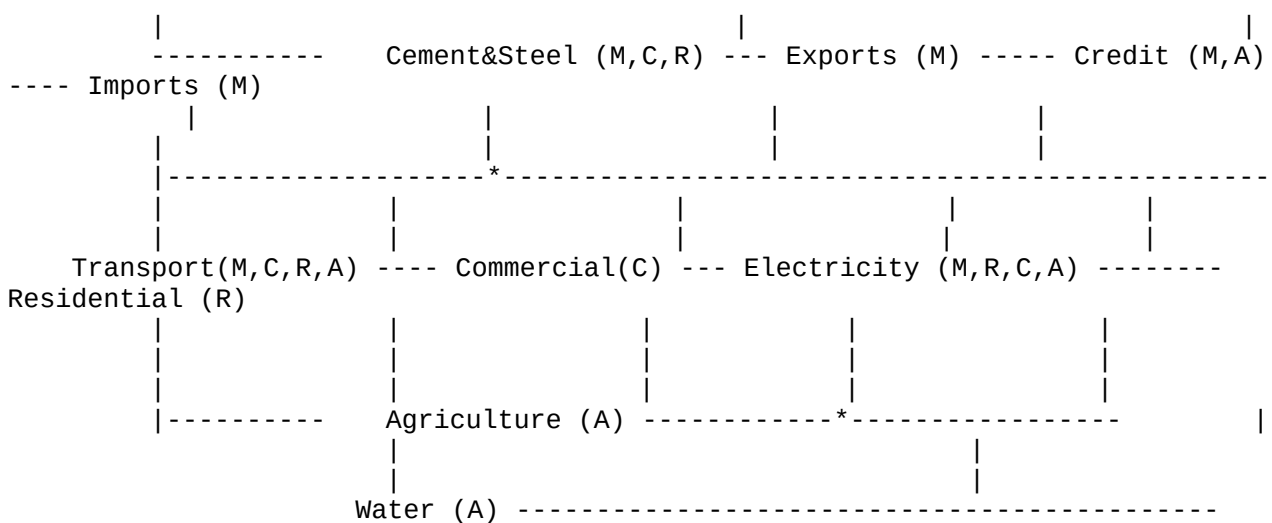 Cement&Steel (M,C,R) --- Exports (M) ----- Credit (M,A)
---- Imports (M)
Transport(M,C,R,A) ---- Commercial(C) --- Electricity (M,R,C,A) --------
Residential (R)
Agriculture (A)
Water (A)